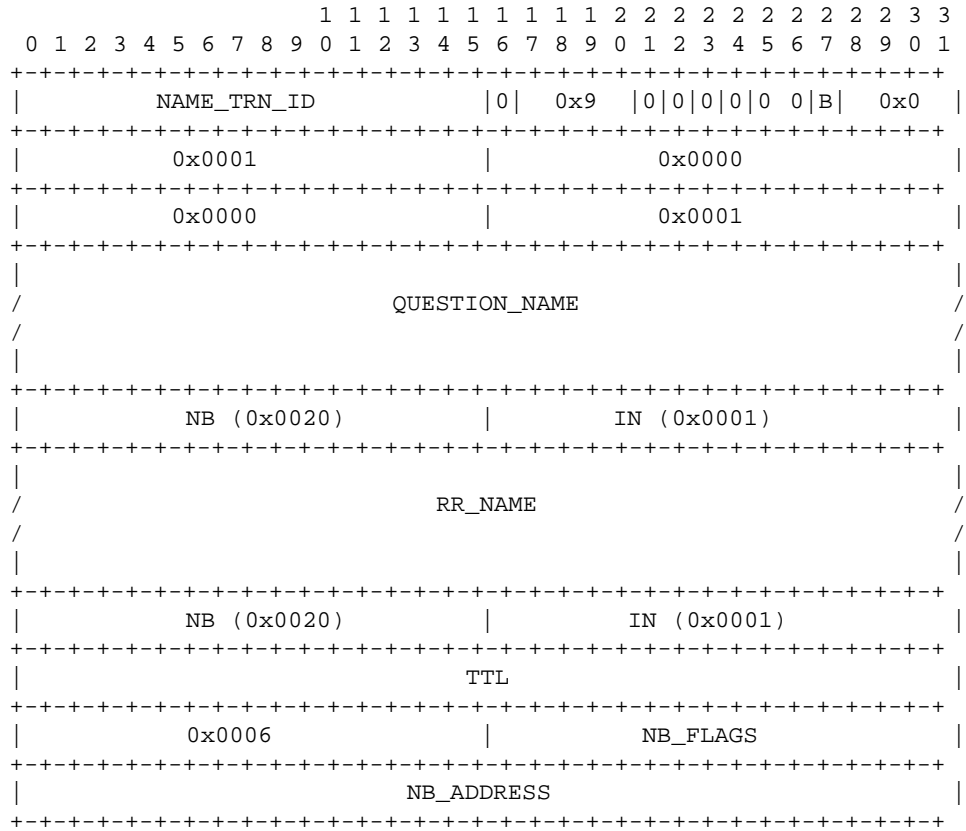 1 1 1 1 1 1 1 1 1 1 2 2 2 2 2 2 2 2 2 2 3 3
 0 1 2 3 4 5 6 7 8 9 0 1 2 3 4 5 6 7 8 9 0 1 2 3 4 5 6 7 8 9 0 1
+-+-+-+-+-+-+-+-+-+-+-+-+-+-+-+-+-+-+-+-+-+-+-+-+-+-+-+-+-+-+-+-+
|         NAME_TRN_ID           |0|  0x9  |0|0|0|0|0 0|B|  0x0  |
+-+-+-+-+-+-+-+-+-+-+-+-+-+-+-+-+-+-+-+-+-+-+-+-+-+-+-+-+-+-+-+-+
|          0x0001               |           0x0000              |
+-+-+-+-+-+-+-+-+-+-+-+-+-+-+-+-+-+-+-+-+-+-+-+-+-+-+-+-+-+-+-+-+
|          0x0000               |           0x0001              |
+-+-+-+-+-+-+-+-+-+-+-+-+-+-+-+-+-+-+-+-+-+-+-+-+-+-+-+-+-+-+-+-+
|                                                               |
/                         QUESTION_NAME                         /
/                                                               /
|                                                               |
+-+-+-+-+-+-+-+-+-+-+-+-+-+-+-+-+-+-+-+-+-+-+-+-+-+-+-+-+-+-+-+-+
|           NB (0x0020)         |        IN (0x0001)            |
+-+-+-+-+-+-+-+-+-+-+-+-+-+-+-+-+-+-+-+-+-+-+-+-+-+-+-+-+-+-+-+-+
|                                                               |
/                            RR_NAME                            /
/                                                               /
|                                                               |
+-+-+-+-+-+-+-+-+-+-+-+-+-+-+-+-+-+-+-+-+-+-+-+-+-+-+-+-+-+-+-+-+
|           NB (0x0020)         |         IN (0x0001)           |
+-+-+-+-+-+-+-+-+-+-+-+-+-+-+-+-+-+-+-+-+-+-+-+-+-+-+-+-+-+-+-+-+
|                              TTL                              |
+-+-+-+-+-+-+-+-+-+-+-+-+-+-+-+-+-+-+-+-+-+-+-+-+-+-+-+-+-+-+-+-+
|           0x0006              |          NB_FLAGS             |
+-+-+-+-+-+-+-+-+-+-+-+-+-+-+-+-+-+-+-+-+-+-+-+-+-+-+-+-+-+-+-+-+
|                          NB_ADDRESS                           |
+-+-+-+-+-+-+-+-+-+-+-+-+-+-+-+-+-+-+-+-+-+-+-+-+-+-+-+-+-+-+-+-+